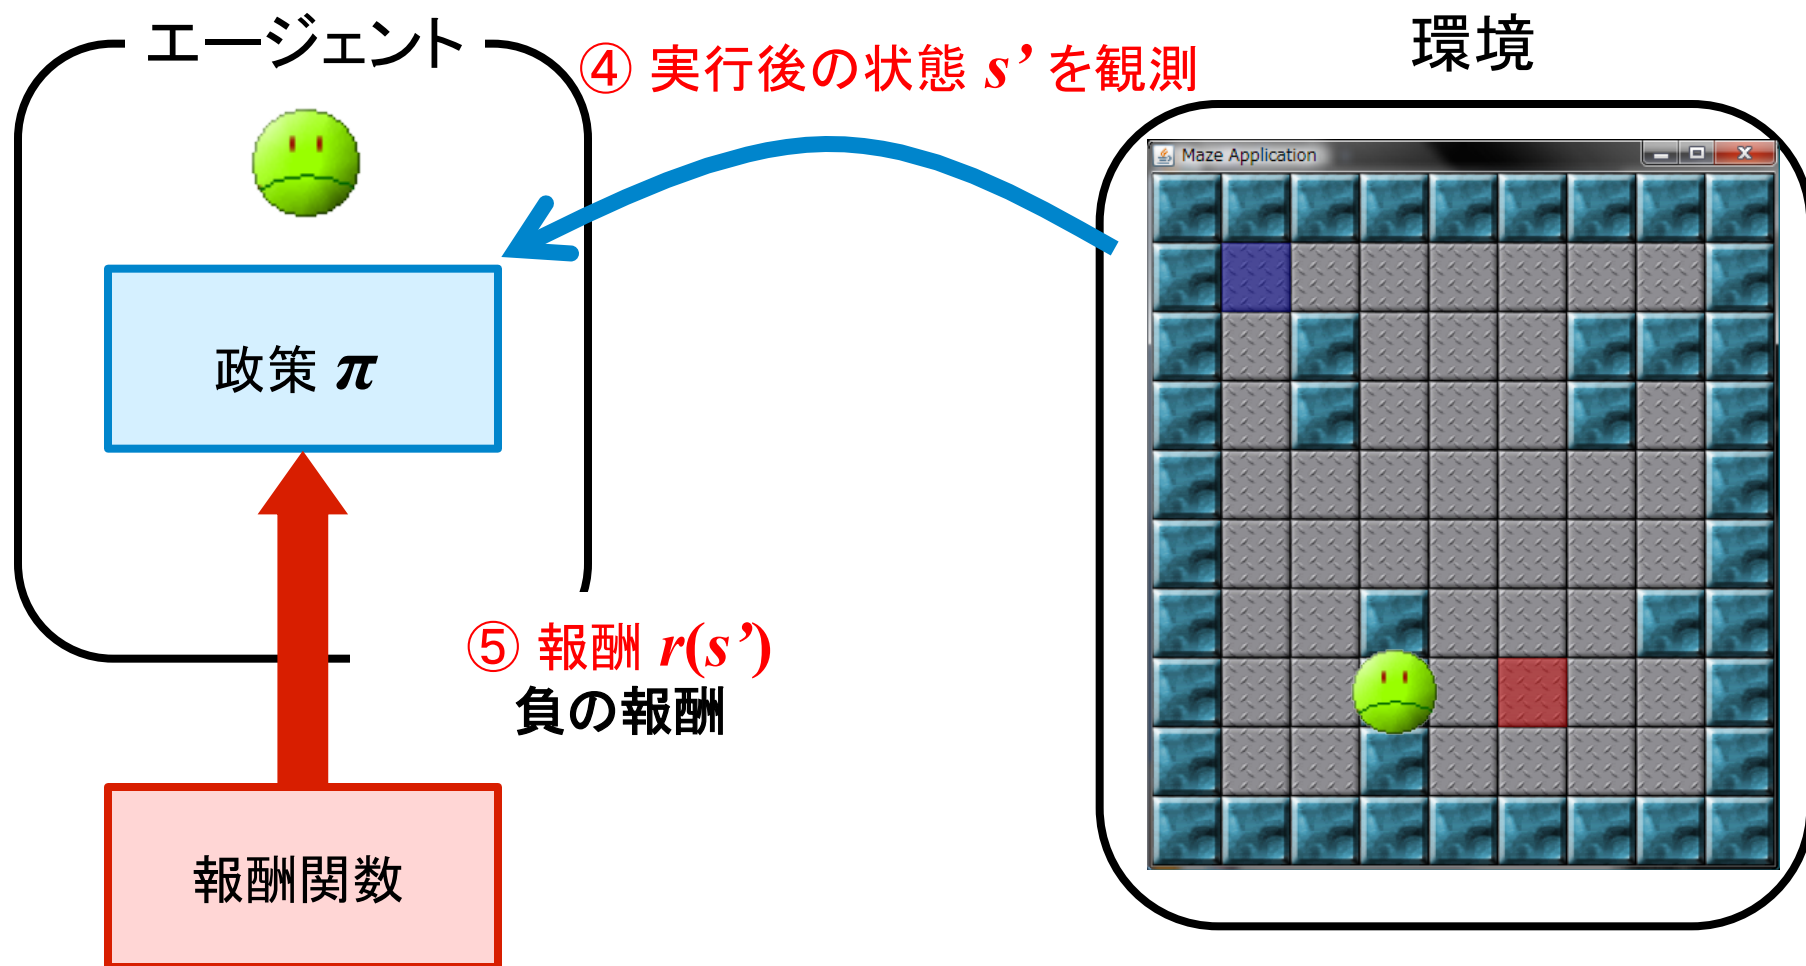 エージェント
④ 実行後の状態 s’ を観測
環境
Maze Application
政策 π
⑤ 報酬 r(s’)
負の報酬
報酬関数